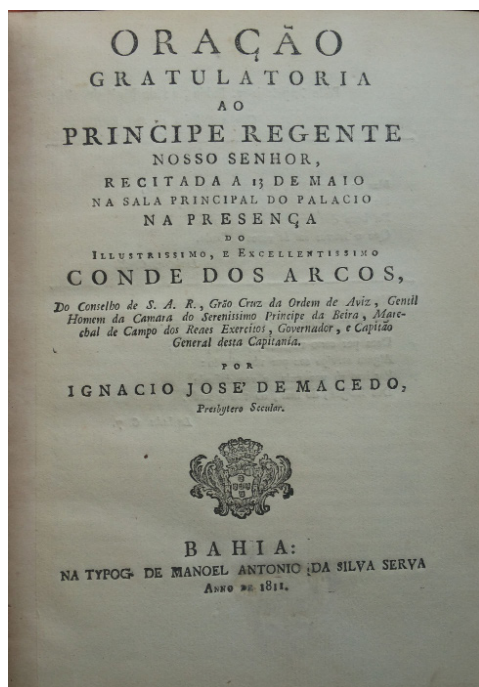 ORAÇÃO
GRATULATORIA
AO
PRINCIPE REGENTE
NOSSO SENHOR,
RECITADA A 13 DE MAIO
NA SALA PRINCIPAL DO PALACIO
NA PRESENÇA
DO
ILLUSTRISSIMO, E EXCELLENTISSIMO
CONDE DOS ARCOS,
Do Conselho de S. A. R., Grão Cruz da Ordem de Aviz, Gentil
Homem da Camara do Serenissimo Principe da Beira, Mare-
chal de Campo dos Reaes Exercitos, Governador, e Capitão
General desta Capitania.
POR
IGNACIO JOSE' DE MACEDO,
Presbytero Secular.
BAHIA:
NA TYPOG. DE MANOEL ANTONIO DA SILVA SERVA
ANNO DE 1811.